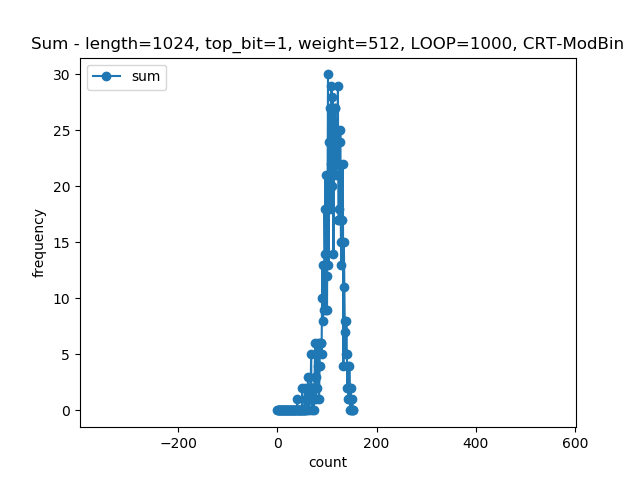 Sum - length=1024, top_bit=1, weight=512, LOOP=1000, CRT-ModBin
sum
frequency
30
25
20
15
10
5
0
−200 0 200 400 600
count